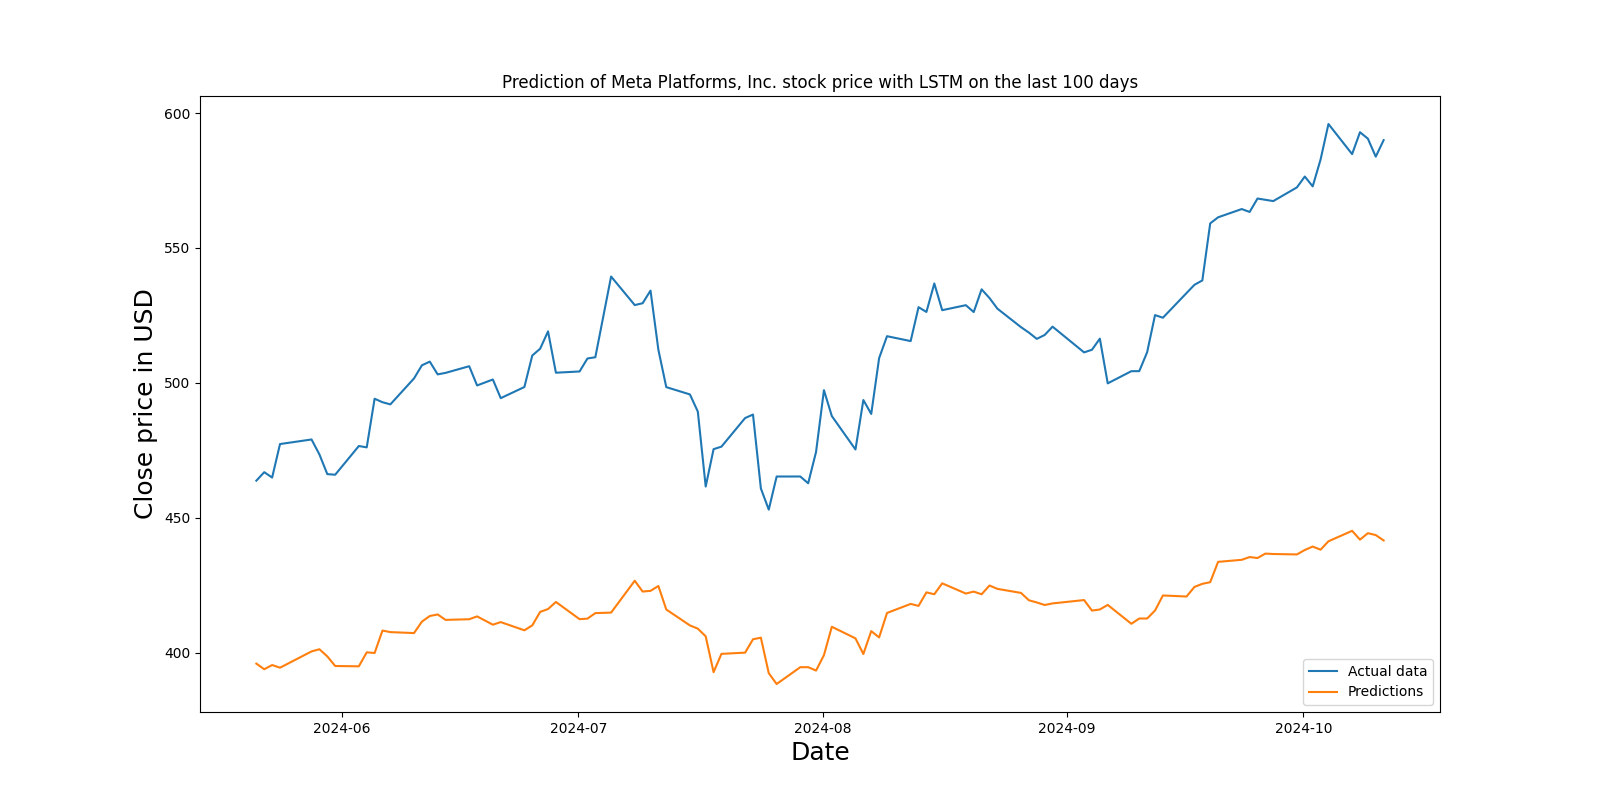 Prediction of Meta Platforms, Inc. stock price with LSTM on the last 100 days
600
550
500
450
400
Close price in USD
2024-06
2024-07
2024-08
2024-09
2024-10
Date
Actual data
Predictions